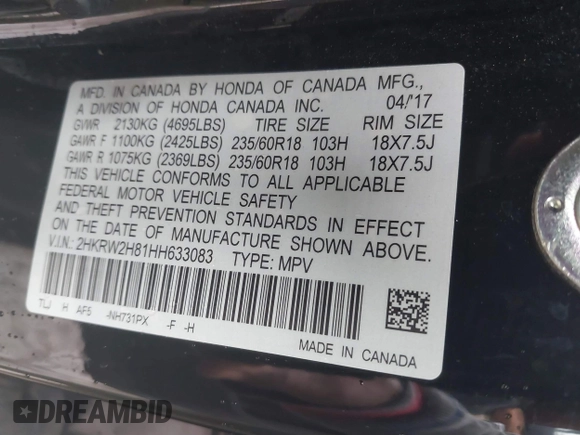 MFD. IN CANADA BY HONDA OF CANADA MFG.,
A DIVISION OF HONDA CANADA INC. 04/'17
GVWR 2130KG (4695LBS) TIRE SIZE RIM SIZE
GAWR F 1100KG (2425LBS) 235/60R18 103H 18X7.5J
GAWR R 1075KG (2369LBS) 235/60R18 103H 18X7.5J
THIS VEHICLE CONFORMS TO ALL APPLICABLE
FEDERAL MOTOR VEHICLE SAFETY
AND THEFT PREVENTION STANDARDS IN EFFECT
ON THE DATE OF MANUFACTURE SHOWN ABOVE.
V.I.N.: 2HKRW2H81HH633083 TYPE: MPV
TLJ H AF5 -NH731PX -F -H
MADE IN CANADA
DREAMBID